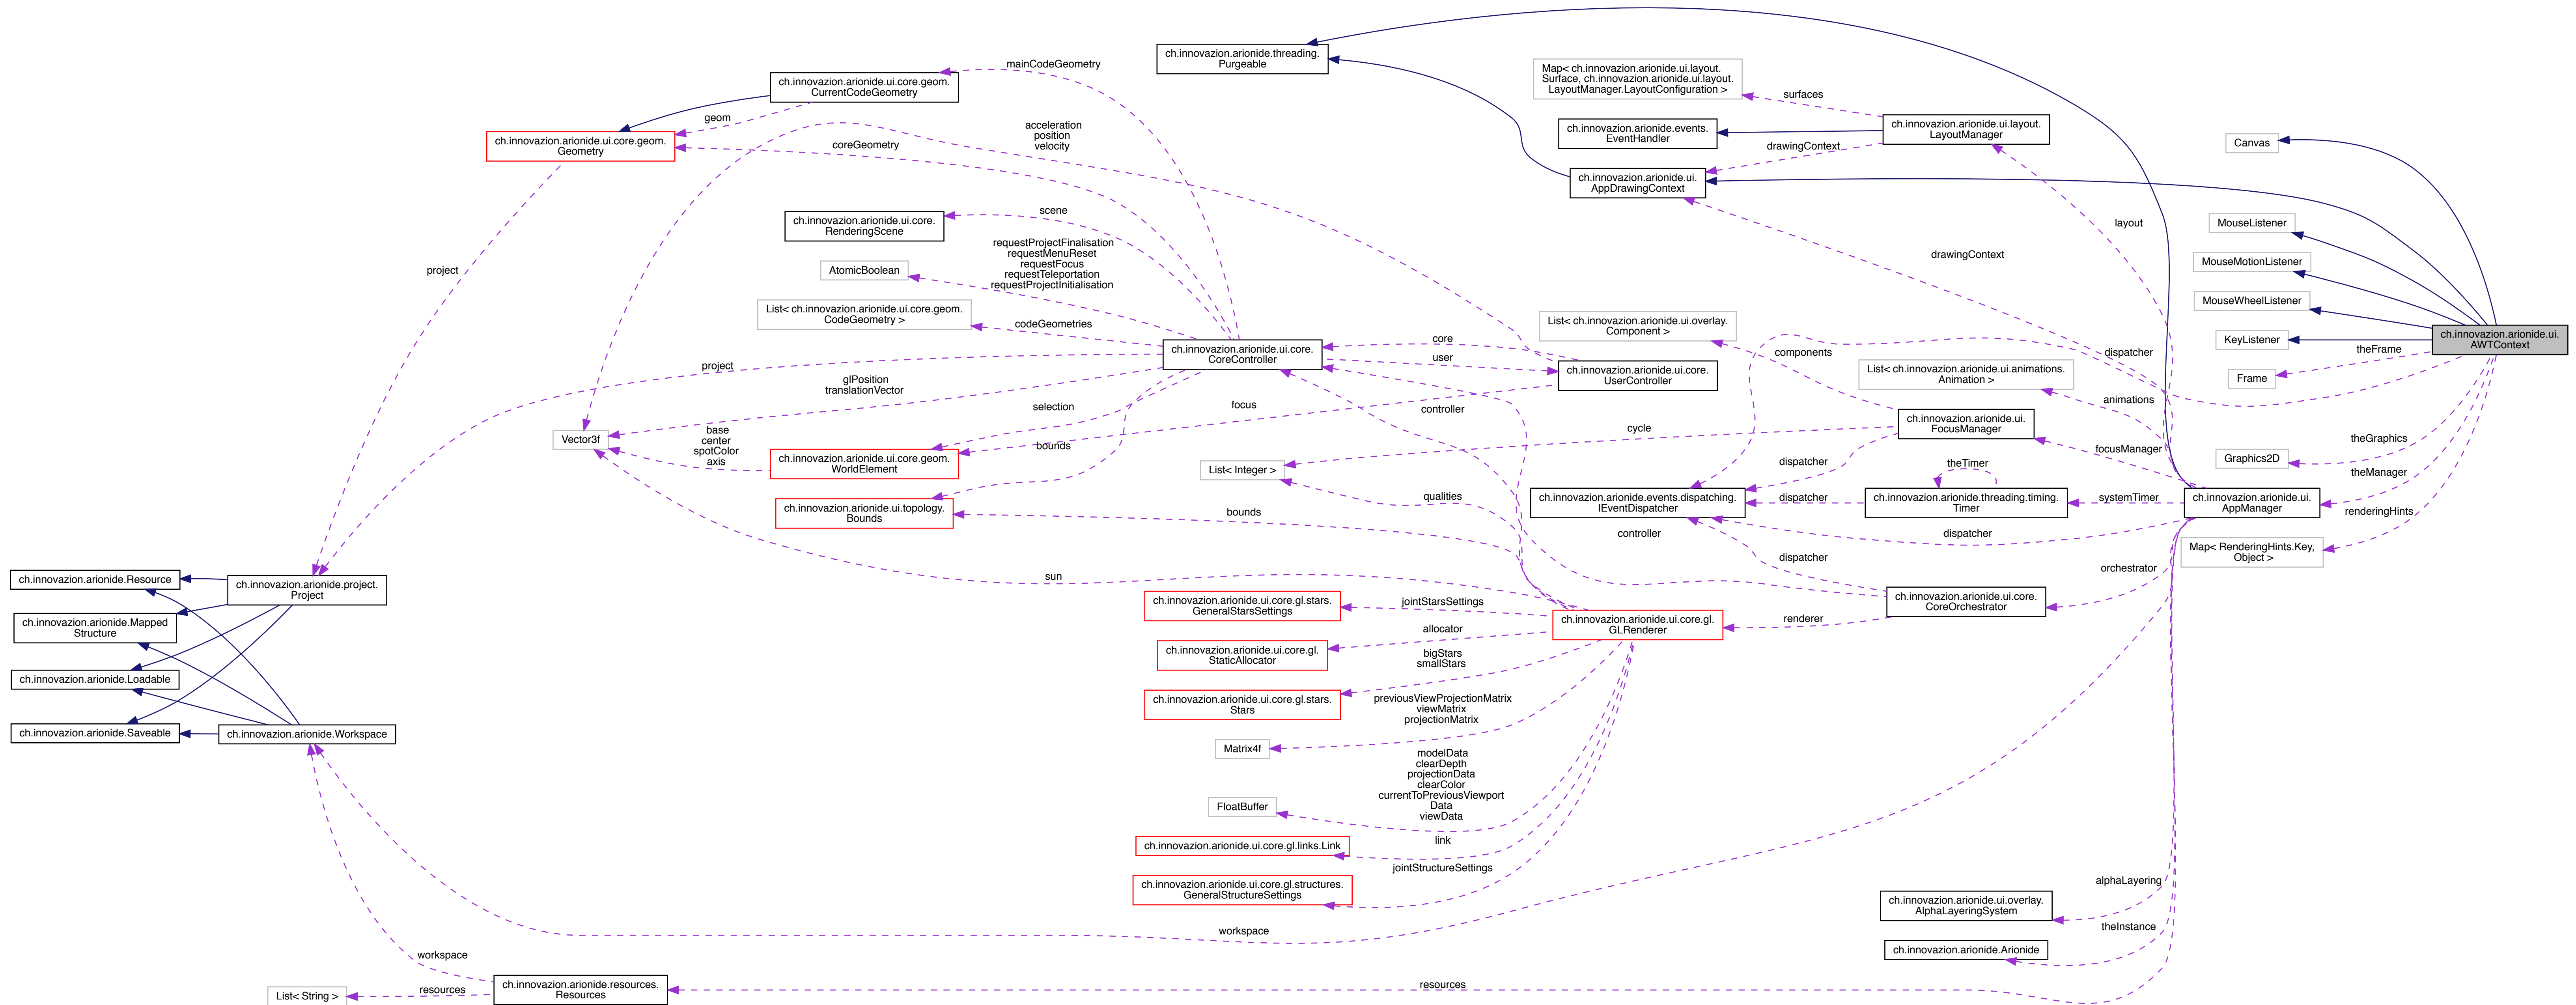 ch.innovazion.arionide.threading.
Purgeable
mainCodeGeometry
ch.innovazion.arionide.ui.core.geom.
CurrentCodeGeometry
Map< ch.innovazion.arionide.ui.layout.
Surface, ch.innovazion.arionide.ui.layout.
LayoutManager.LayoutConfiguration >
surfaces
geom
acceleration
position
velocity
ch.innovazion.arionide.events.
EventHandler
ch.innovazion.arionide.ui.layout.
LayoutManager
Canvas
ch.innovazion.arionide.ui.core.geom.
Geometry
coreGeometry
drawingContext
ch.innovazion.arionide.ui.
AppDrawingContext
scene
ch.innovazion.arionide.ui.core.
RenderingScene
layout
MouseListener
requestProjectFinalisation
requestMenuReset
requestFocus
requestTeleportation
requestProjectInitialisation
drawingContext
MouseMotionListener
project
AtomicBoolean
MouseWheelListener
List< ch.innovazion.arionide.ui.core.geom.
CodeGeometry >
codeGeometries
List< ch.innovazion.arionide.ui.overlay.
Component >
ch.innovazion.arionide.ui.
AWTContext
KeyListener
core
ch.innovazion.arionide.ui.core.
CoreController
components
dispatcher
theFrame
user
project
ch.innovazion.arionide.ui.core.
UserController
List< ch.innovazion.arionide.ui.animations.
Animation >
Frame
glPosition
translationVector
animations
selection
focus
controller
ch.innovazion.arionide.ui.
FocusManager
base
center
spotColor
axis
cycle
Vector3f
bounds
focusManager
theGraphics
ch.innovazion.arionide.ui.core.geom.
WorldElement
List< Integer >
dispatcher
theTimer
Graphics2D
theManager
qualities
ch.innovazion.arionide.ui.topology.
Bounds
bounds
ch.innovazion.arionide.events.dispatching.
IEventDispatcher
dispatcher
ch.innovazion.arionide.threading.timing.
Timer
systemTimer
ch.innovazion.arionide.ui.
AppManager
renderingHints
controller
dispatcher
Map< RenderingHints.Key,
Object >
dispatcher
orchestrator
ch.innovazion.arionide.Resource
ch.innovazion.arionide.project.
Project
sun
ch.innovazion.arionide.ui.core.gl.stars.
GeneralStarsSettings
jointStarsSettings
ch.innovazion.arionide.ui.core.
CoreOrchestrator
ch.innovazion.arionide.Mapped
Structure
ch.innovazion.arionide.ui.core.gl.
GLRenderer
renderer
allocator
ch.innovazion.arionide.ui.core.gl.
StaticAllocator
bigStars
smallStars
ch.innovazion.arionide.Loadable
ch.innovazion.arionide.ui.core.gl.stars.
Stars
previousViewProjectionMatrix
viewMatrix
projectionMatrix
ch.innovazion.arionide.Saveable
ch.innovazion.arionide.Workspace
Matrix4f
modelData
clearDepth
projectionData
clearColor
currentToPreviousViewport
Data
viewData
FloatBuffer
link
ch.innovazion.arionide.ui.core.gl.links.Link
jointStructureSettings
ch.innovazion.arionide.ui.core.gl.structures.
GeneralStructureSettings
alphaLayering
ch.innovazion.arionide.ui.overlay.
AlphaLayeringSystem
theInstance
workspace
ch.innovazion.arionide.Arionide
workspace
ch.innovazion.arionide.resources.
Resources
resources
resources
List< String >